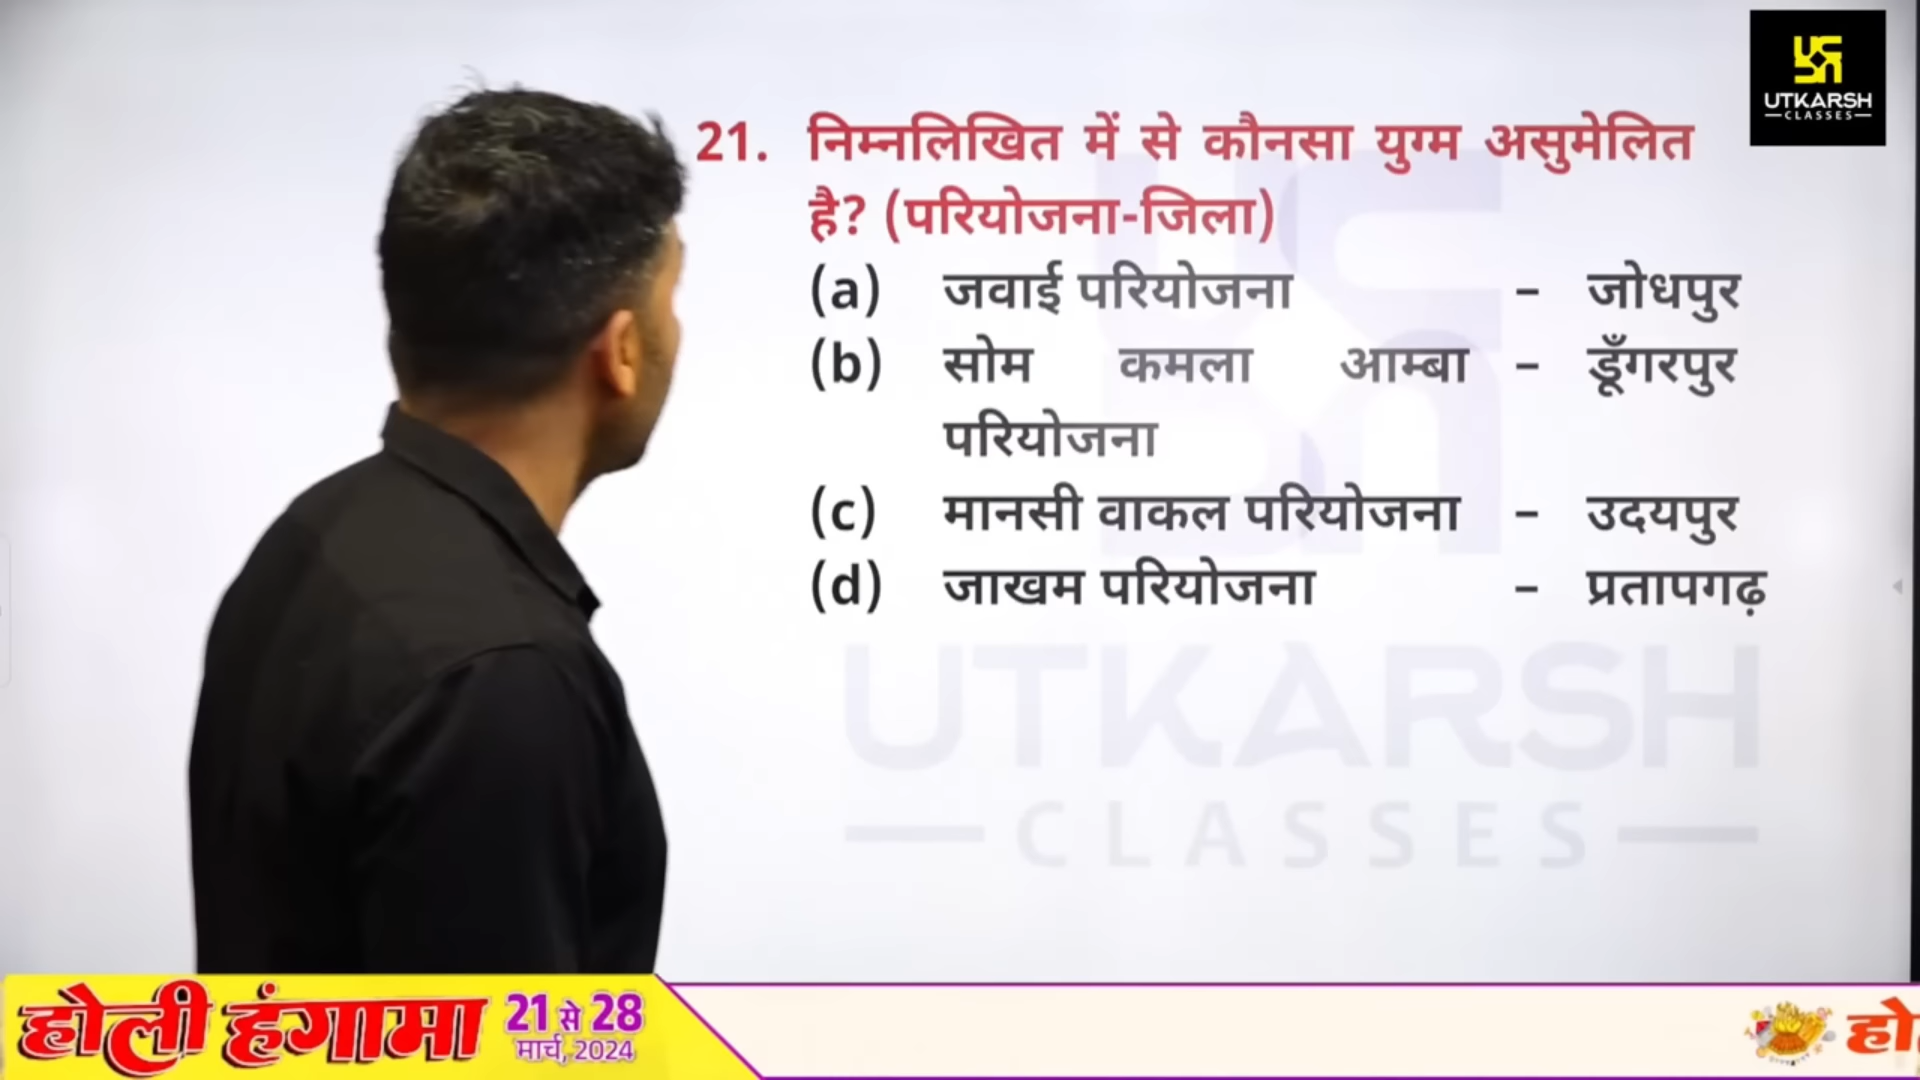 UTKARSH
CLASSES
21. निम्नलिखित में से कौनसा युग्म असुमेलित
है? (परियोजना-जिला)
(a) जवाई परियोजना – जोधपुर
(b) सोम कमला आम्बा – डूँगरपुर
परियोजना
(c) मानसी वाकल परियोजना – उदयपुर
(d) जाखम परियोजना – प्रतापगढ़
UTKARSH
CLASSES
होली हंगामा 21 से 28
मार्च, 2024